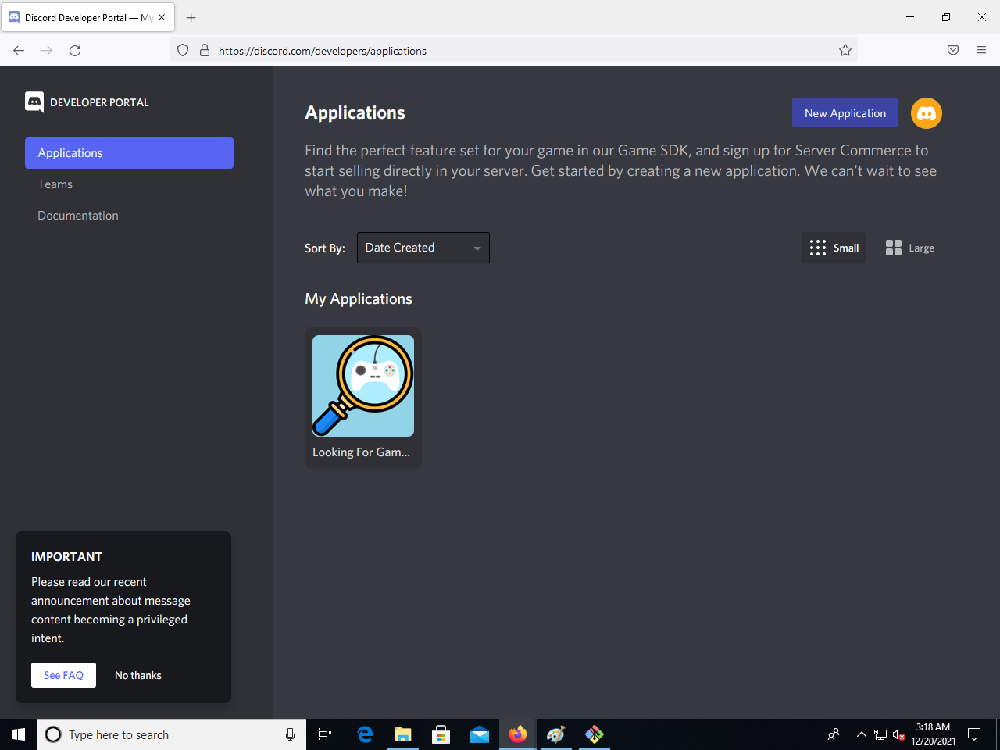 Discord Developer Portal — My
https://discord.com/developers/applications
DEVELOPER PORTAL
Applications
Teams
Documentation
Applications
New Application
Find the perfect feature set for your game in our Game SDK, and sign up for Server Commerce to
start selling directly in your server. Get started by creating a new application. We can't wait to see
what you make!
Sort By:
Date Created
Small
Large
My Applications
Looking For Gam...
IMPORTANT
Please read our recent
announcement about message
content becoming a privileged
intent.
See FAQ
No thanks
Type here to search
3:18 AM
12/20/2021